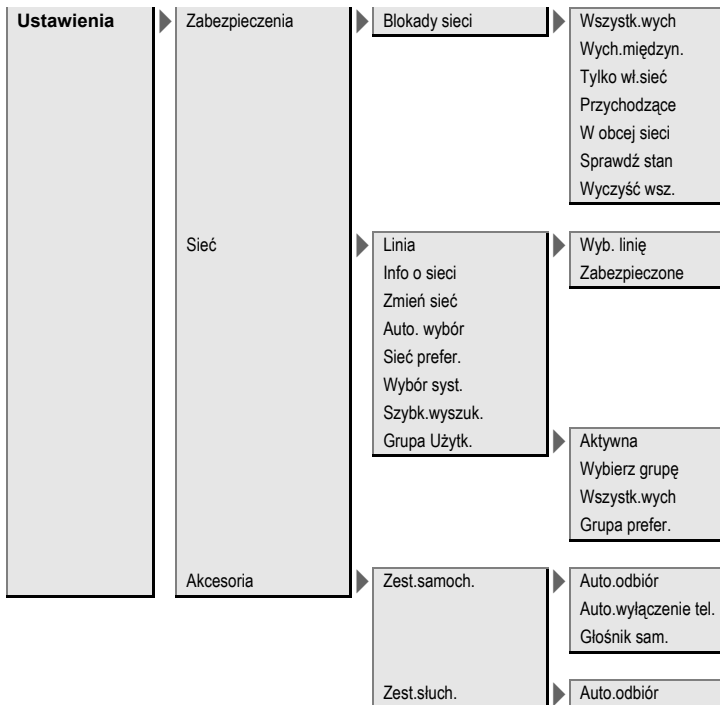 Ustawienia
Zabezpieczenia
Blokady sieci
Wszystk.wych
Wych.międzyn.
Tylko wł.sieć
Przychodzące
W obcej sieci
Sprawdź stan
Wyczyść wsz.
Sieć
Linia
Wyb. linię
Zabezpieczone
Info o sieci
Zmień sieć
Auto. wybór
Sieć prefer.
Wybór syst.
Szybk.wyszuk.
Grupa Użytk.
Aktywna
Wybierz grupę
Wszystk.wych
Grupa prefer.
Akcesoria
Zest.samoch.
Auto.odbiór
Auto.wyłączenie tel.
Głośnik sam.
Zest.słuch.
Auto.odbiór